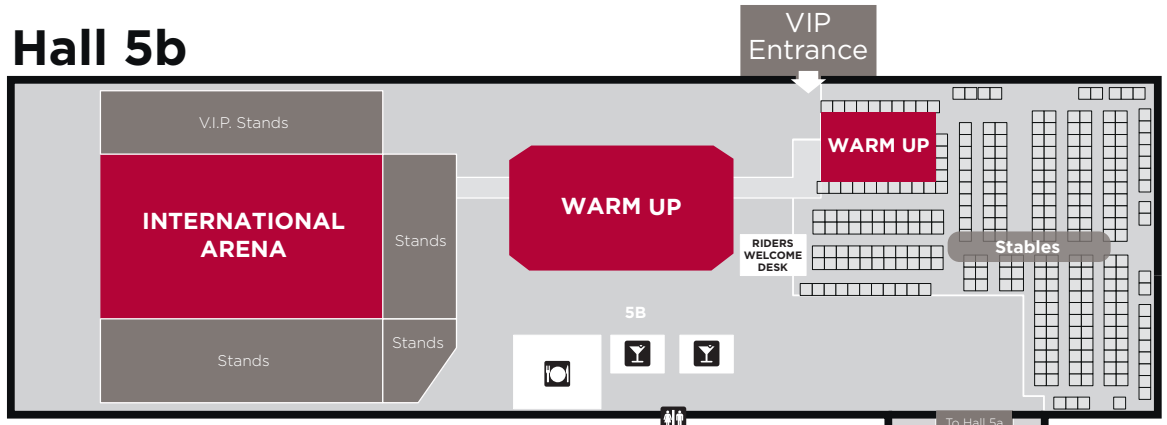 Hall 5b
VIP
Entrance
V.I.P. Stands
WARM UP
INTERNATIONAL
ARENA
Stands
WARM UP
RIDERS
WELCOME
DESK
Stables
5B
Stands
Stands
To Hall 5a